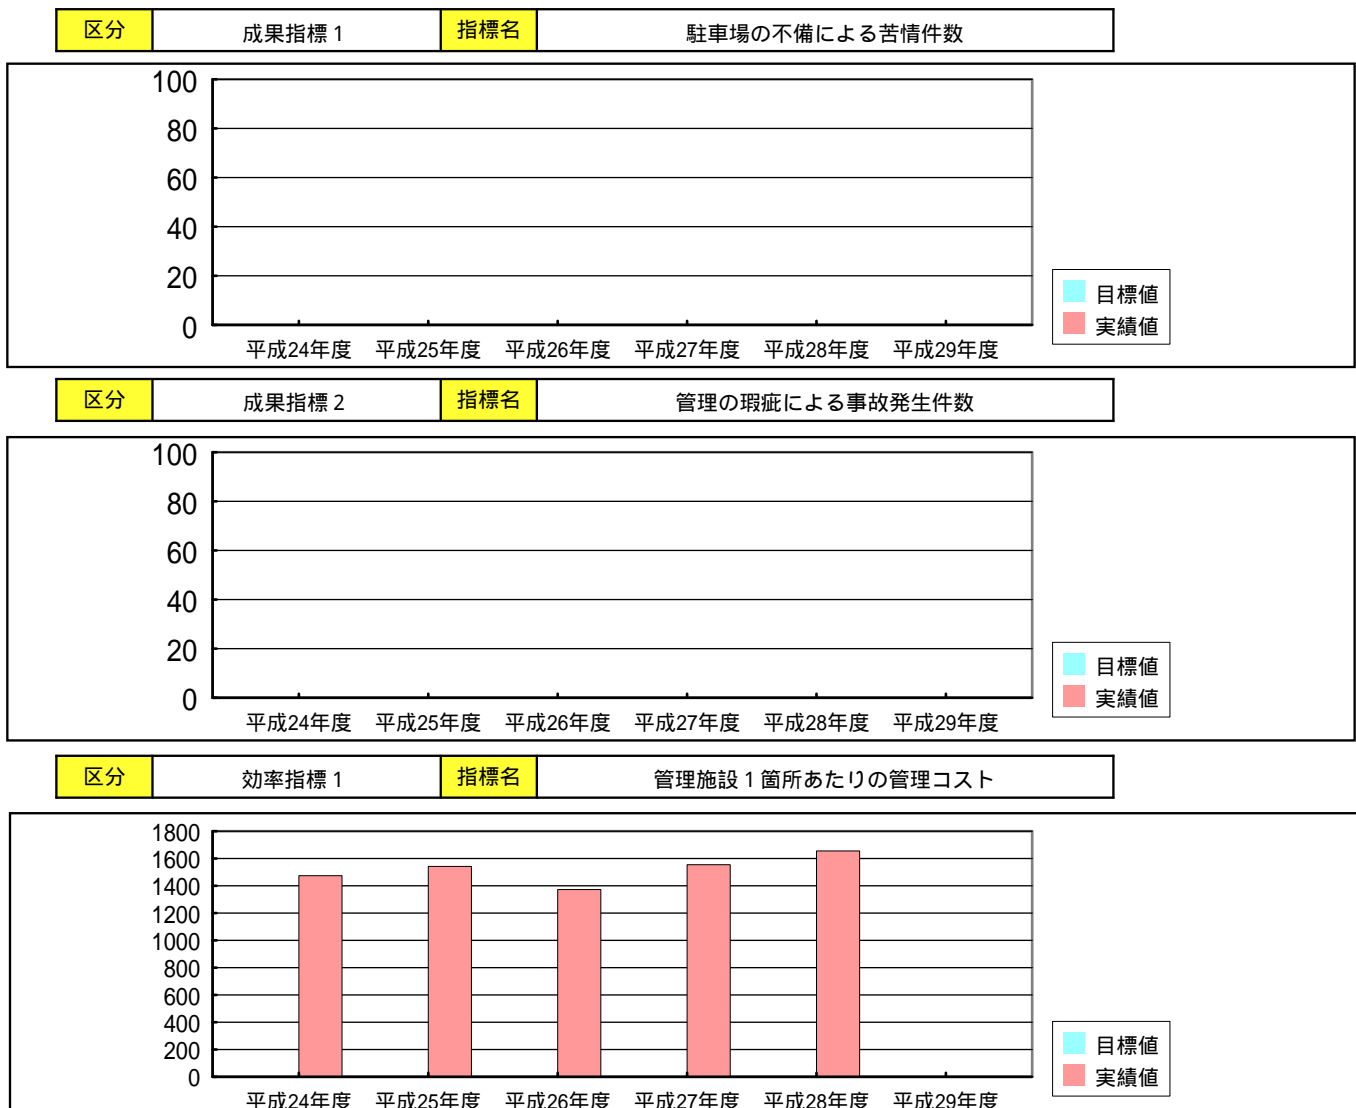 区分 成果指標1 指標名 駐車場の不備による苦情件数
100
80
60
40
20
0
平成24年度 平成25年度 平成26年度 平成27年度 平成28年度 平成29年度
目標値
実績値
区分 成果指標2 指標名 管理の瑕疵による事故発生件数
100
80
60
40
20
0
平成24年度 平成25年度 平成26年度 平成27年度 平成28年度 平成29年度
目標値
実績値
区分 効率指標1 指標名 管理施設1箇所あたりの管理コスト
1800
1600
1400
1200
1000
800
600
400
200
0
平成24年度 平成25年度 平成26年度 平成27年度 平成28年度 平成29年度
目標値
実績値